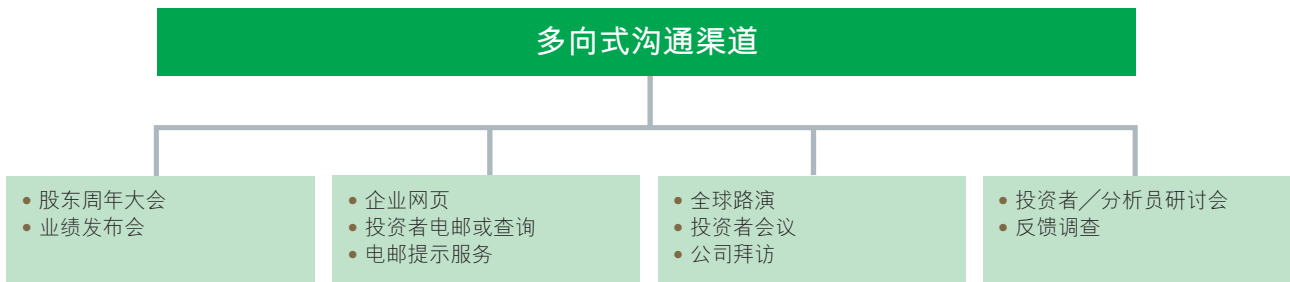 多向式沟通渠道
• 股东周年大会
• 业绩发布会
• 企业网页
• 投资者电邮或查询
• 电邮提示服务
• 全球路演
• 投资者会议
• 公司拜访
• 投资者／分析员研讨会
• 反馈调查